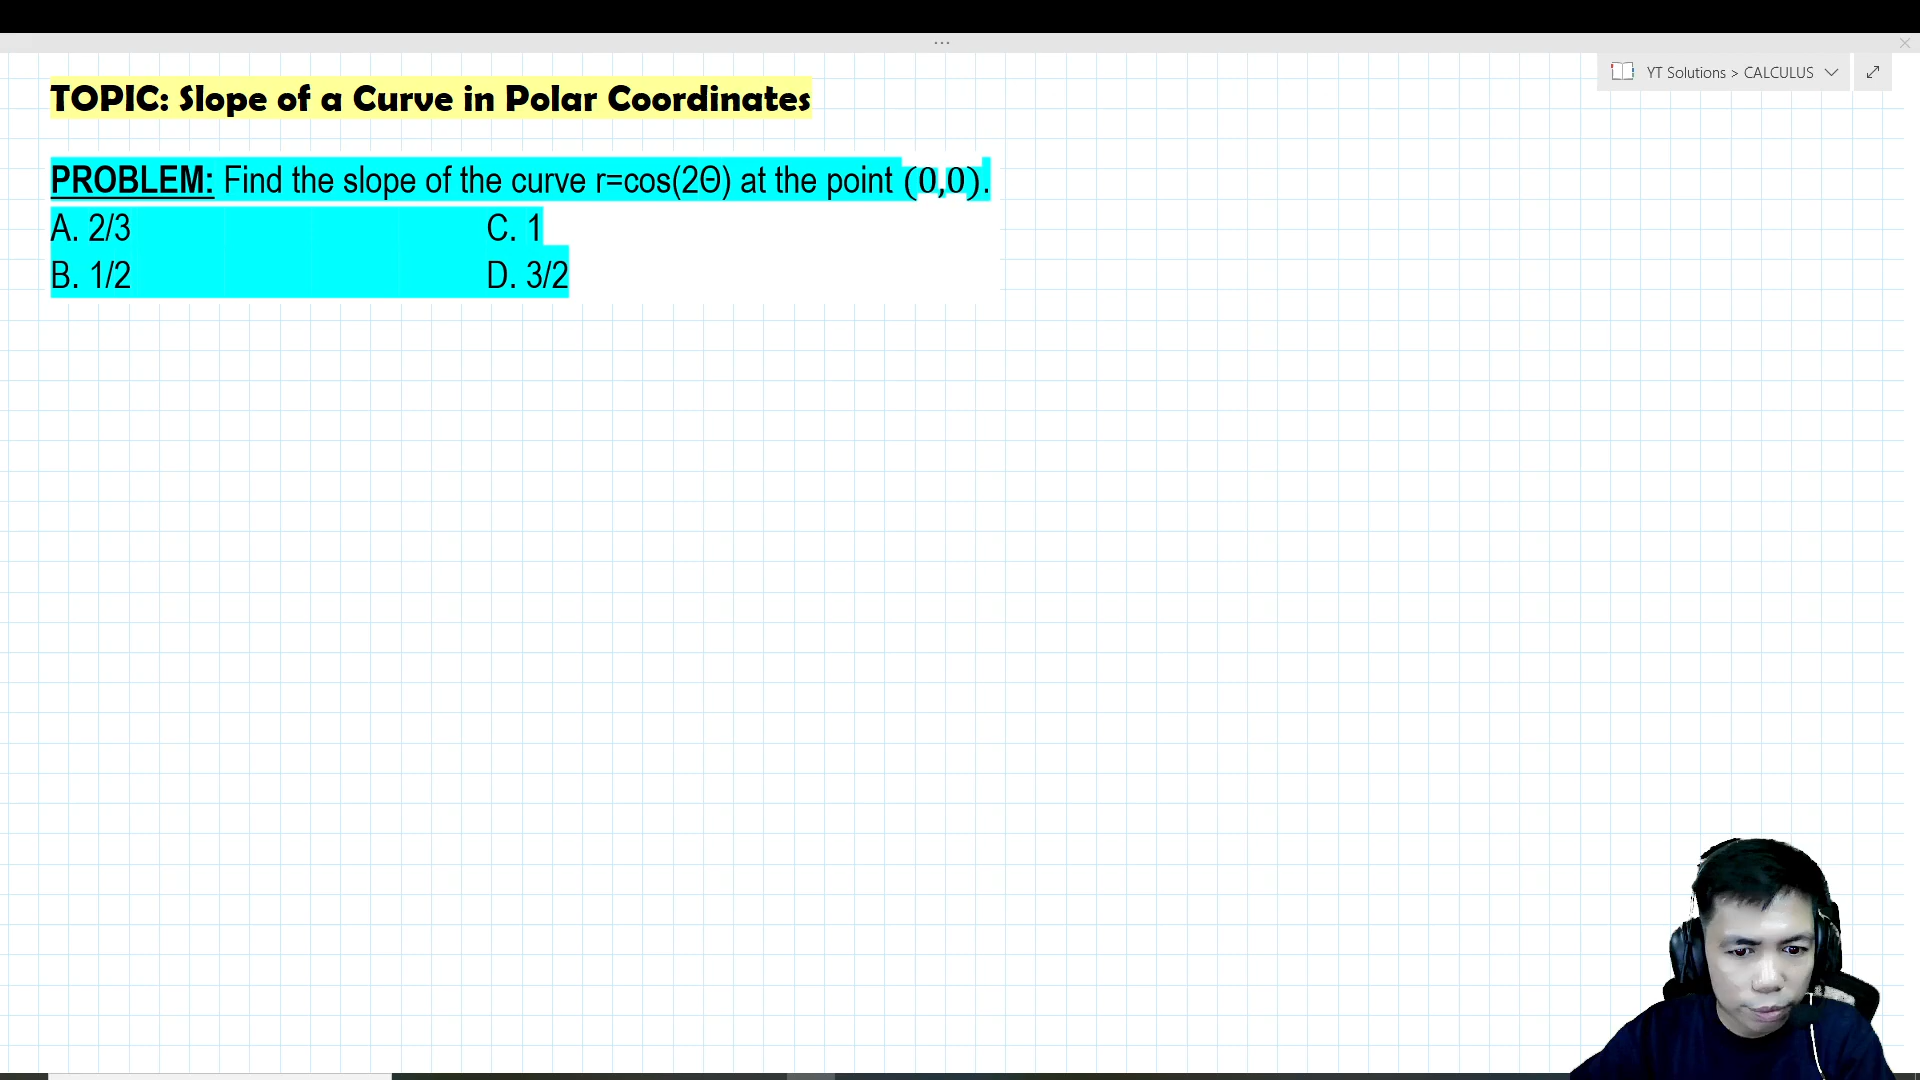 ...
YT Solutions > CALCULUS
TOPIC: Slope of a Curve in Polar Coordinates
PROBLEM: Find the slope of the curve r=cos(2Θ) at the point (0,0).
A. 2/3 C. 1
B. 1/2 D. 3/2